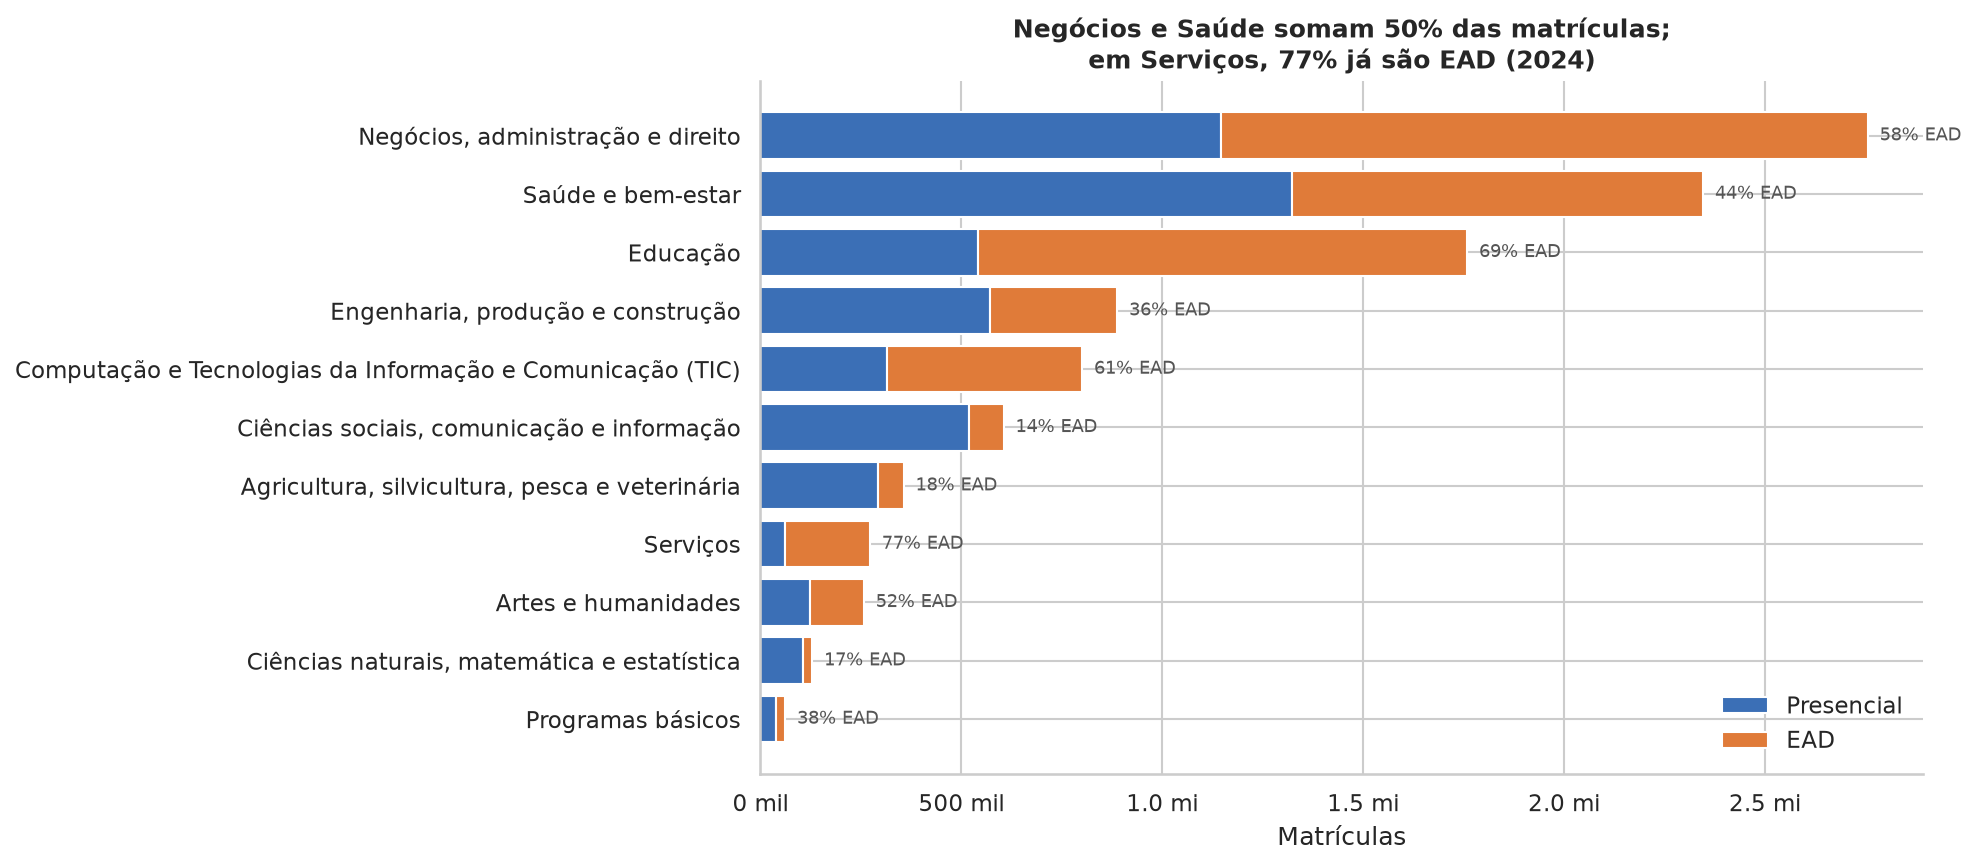 Negócios e Saúde somam 50% das matrículas;
em Serviços, 77% já são EAD (2024)
Negócios, administração e direito
58% EAD
Saúde e bem-estar
44% EAD
Educação
69% EAD
Engenharia, produção e construção
36% EAD
Computação e Tecnologias da Informação e Comunicação (TIC)
61% EAD
Ciências sociais, comunicação e informação
14% EAD
Agricultura, silvicultura, pesca e veterinária
18% EAD
Serviços
77% EAD
Artes e humanidades
52% EAD
Ciências naturais, matemática e estatística
17% EAD
Programas básicos
38% EAD
Presencial
EAD
0 mil
500 mil
1.0 mi
1.5 mi
2.0 mi
2.5 mi
Matrículas